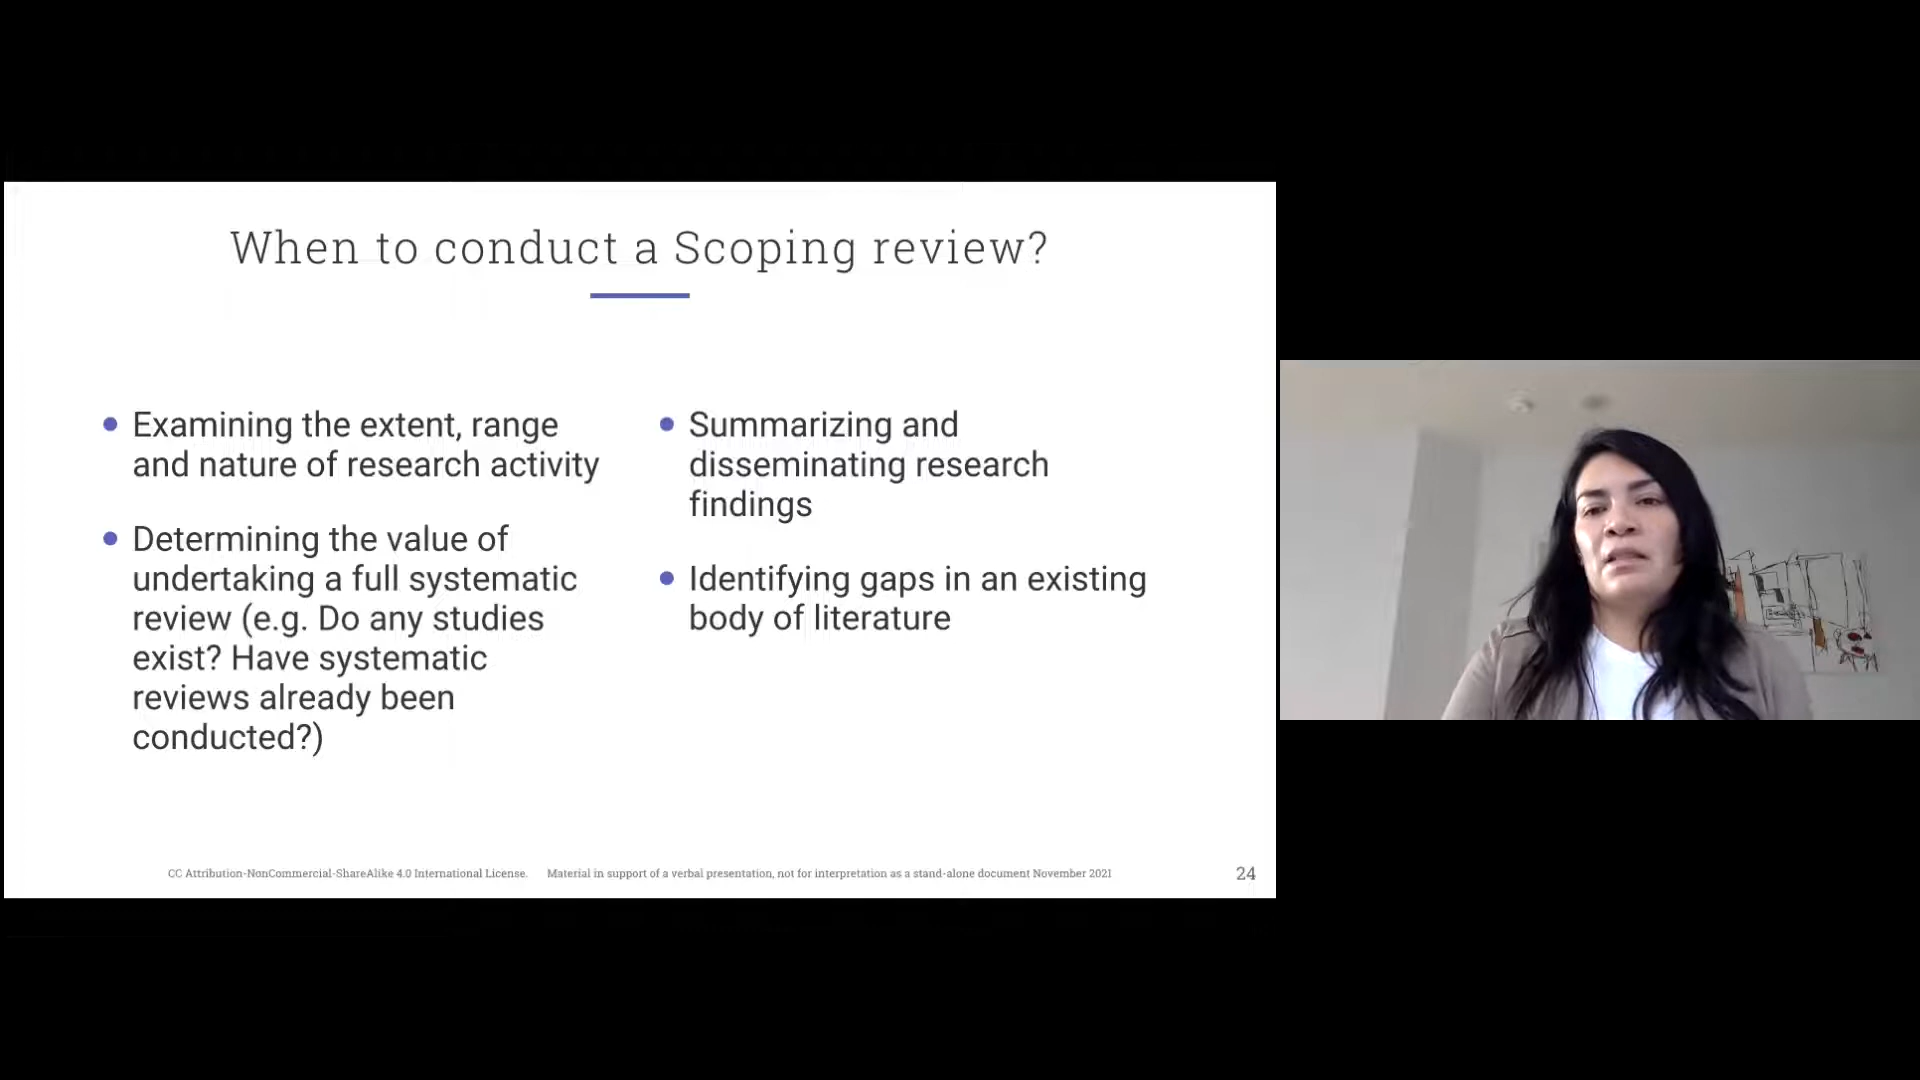 When to conduct a Scoping review?
Examining the extent, range
and nature of research activity
Determining the value of
undertaking a full systematic
review (e.g. Do any studies
exist? Have systematic
reviews already been
conducted?)
Summarizing and
disseminating research
findings
Identifying gaps in an existing
body of literature
CC Attribution-NonCommercial-ShareAlike 4.0 International License. Material in support of a verbal presentation, not for interpretation as a stand-alone document November 2021
24